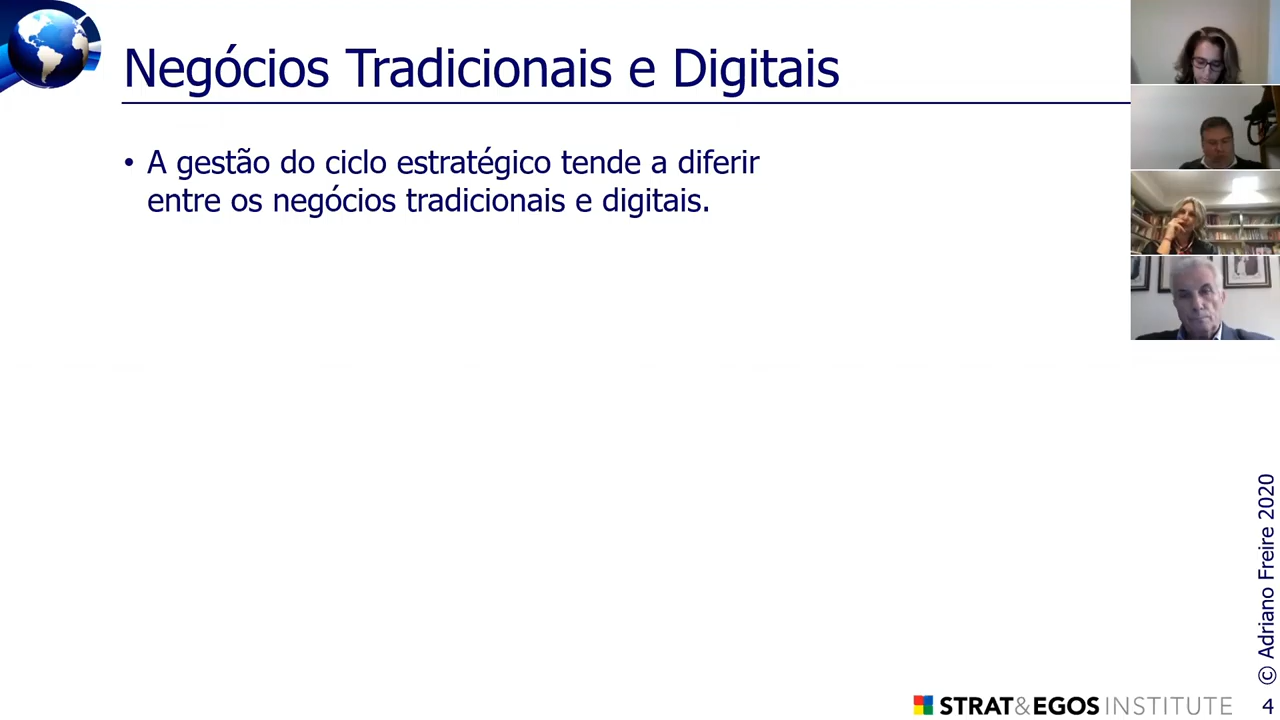 Negócios Tradicionais e Digitais
• A gestão do ciclo estratégico tende a diferir
entre os negócios tradicionais e digitais.
© Adriano Freire 2020
STRAT&EGOS INSTITUTE
4